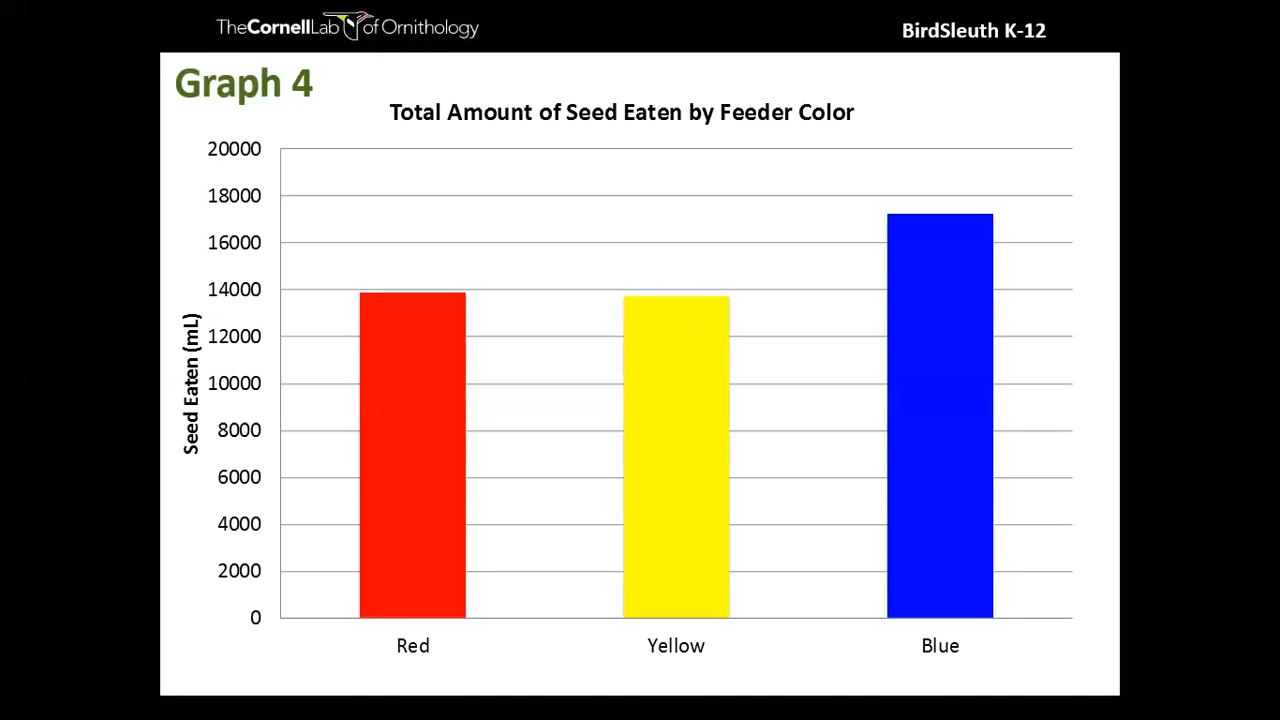 TheCornellLab of Ornithology
BirdSleuth K-12
Graph 4
Total Amount of Seed Eaten by Feeder Color
Seed Eaten (mL)
20000
18000
16000
14000
12000
10000
8000
6000
4000
2000
0
Red
Yellow
Blue